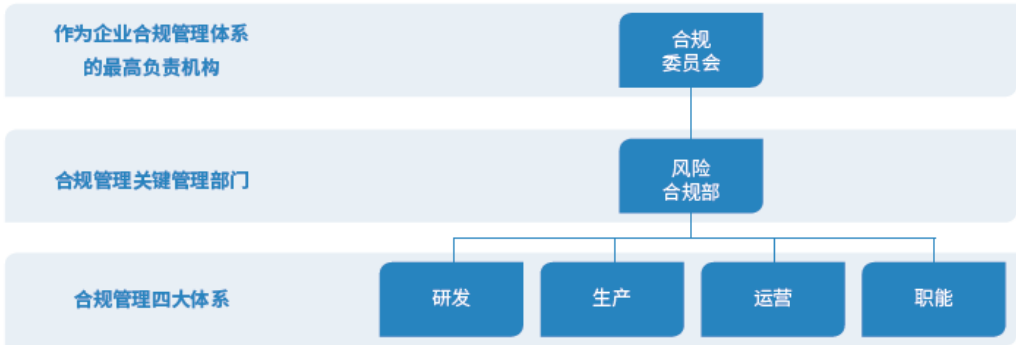 作为企业合规管理体系
的最高负责机构
合规
委员会
合规管理关键管理部门
风险
合规部
合规管理四大体系
研发
生产
运营
职能